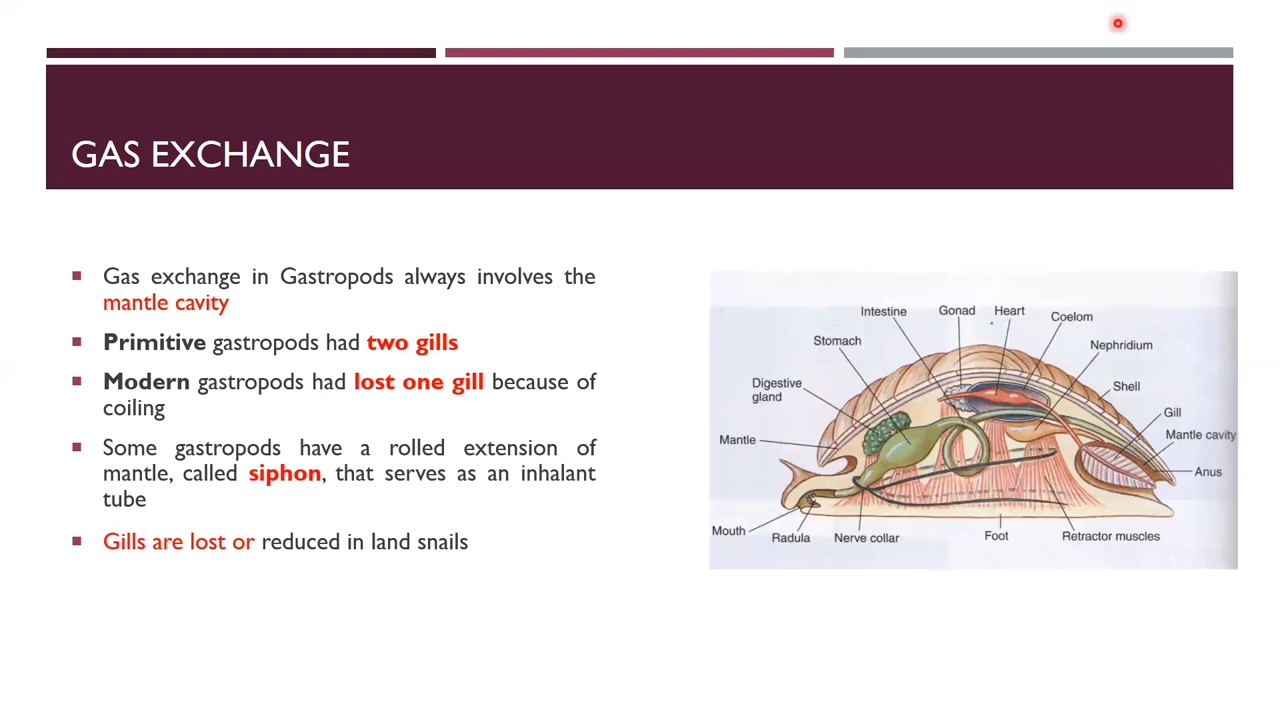 GAS EXCHANGE
Gas exchange in Gastropods always involves the
mantle cavity
Primitive gastropods had two gills
Modern gastropods had lost one gill because of
coiling
Some gastropods have a rolled extension of
mantle, called siphon, that serves as an inhalant
tube
Gills are lost or reduced in land snails
Intestine
Gonad
Heart
Coelom
Stomach
Nephridium
Digestive
gland
Shell
Gill
Mantle
Mantle cavity
Anus
Mouth
Radula
Nerve collar
Foot
Retractor muscles